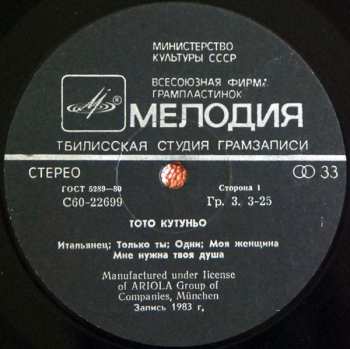 МИНИСТЕРСТВО
КУЛЬТУРЫ СССР
ВСЕСОЮЗНАЯ ФИРМА
ГРАМПЛАСТИНОК
МЕЛОДИЯ
ТБИЛИССКАЯ СТУДИЯ ГРАМЗАПИСИ
СТЕРЕО
33
ГОСТ 5289—80
Сторона 1
С60-22699
Гр. 3. 3-25
ТОТО КУТУНЬО
Итальянец; Только ты; Одни; Моя женщина
Мне нужна твоя душа
Manufactured under license
of ARIOLA Group of
Companies, München
Запись 1983 г,